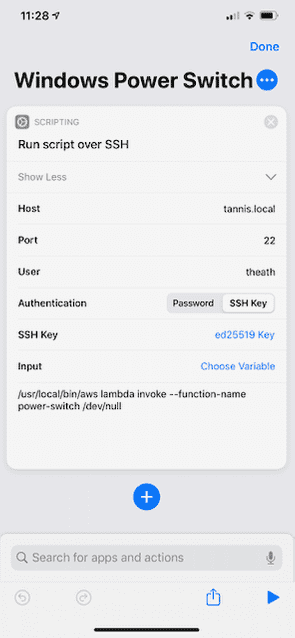 11:28
Done
Windows Power Switch
SCRIPTING
Run script over SSH
Show Less
Host tannis.local
Port 22
User theath
Authentication Password SSH Key
SSH Key ed25519 Key
Input Choose Variable
/usr/local/bin/aws lambda invoke --function-name
power-switch /dev/null
Search for apps and actions